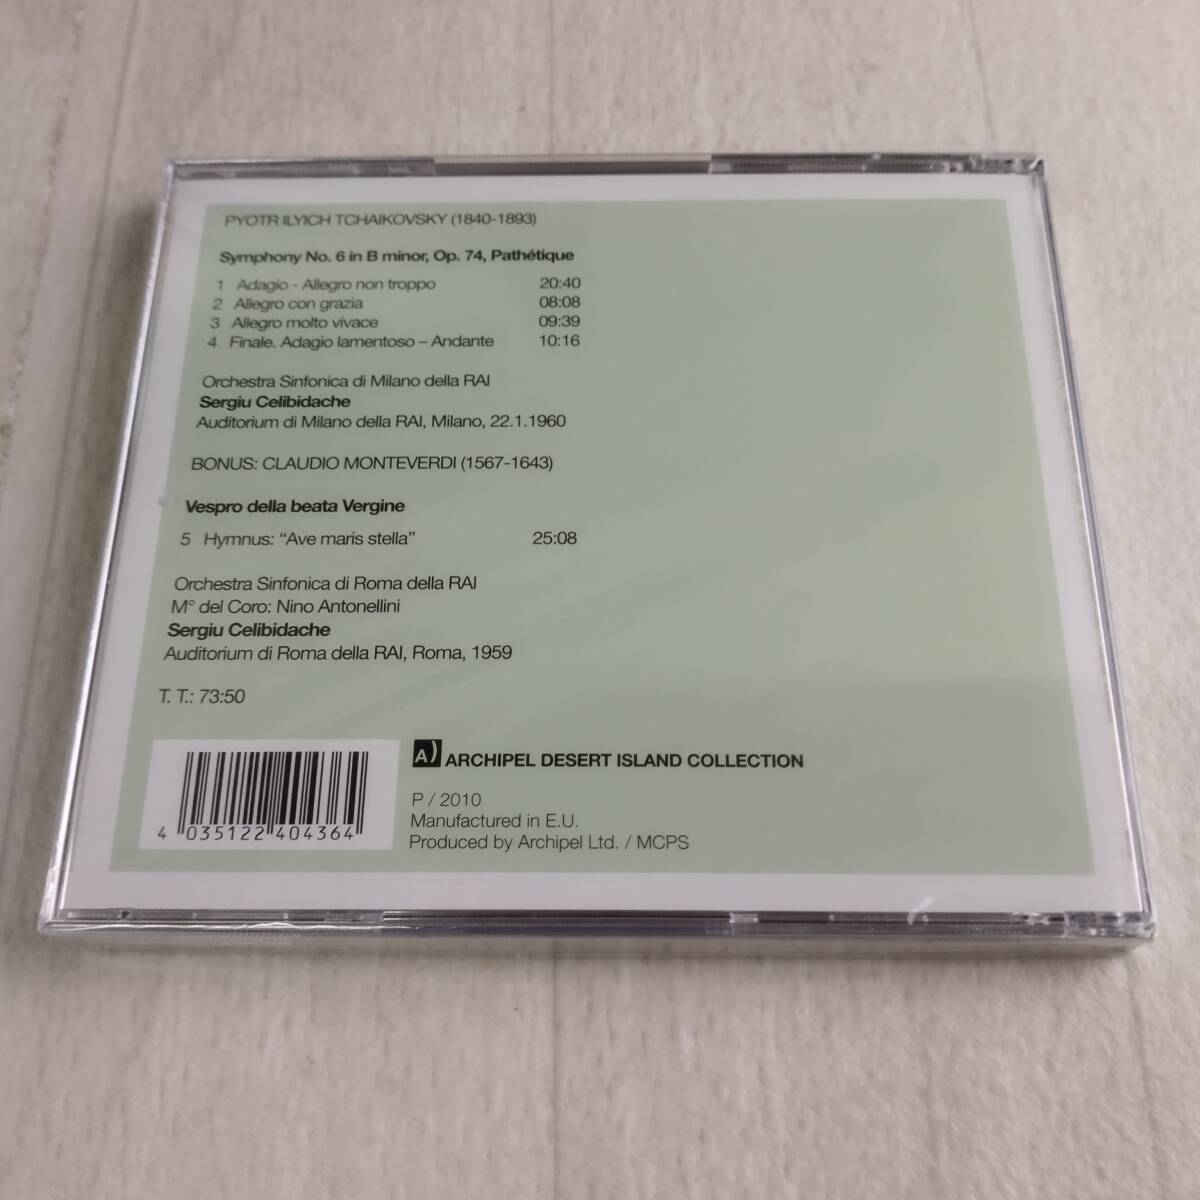 PYOTR ILYICH TCHAIKOVSKY (1840-1893)
Symphony No. 6 in B minor, Op. 74, Pathétique
1 Adagio - Allegro non troppo 20:40
2 Allegro con grazia 08:08
3 Allegro molto vivace 09:39
4 Finale. Adagio lamentoso – Andante 10:16
Orchestra Sinfonica di Milano della RAI
Sergiu Celibidache
Auditorium di Milano della RAI, Milano, 22.1.1960
BONUS: CLAUDIO MONTEVERDI (1567-1643)
Vespro della beata Vergine
5 Hymnus: “Ave maris stella” 25:08
Orchestra Sinfonica di Roma della RAI
M° del Coro: Nino Antonellini
Sergiu Celibidache
Auditorium di Roma della RAI, Roma, 1959
T. T.: 73:50
4 035122 404364
A) ARCHIPEL DESERT ISLAND COLLECTION
P / 2010
Manufactured in E.U.
Produced by Archipel Ltd. / MCPS